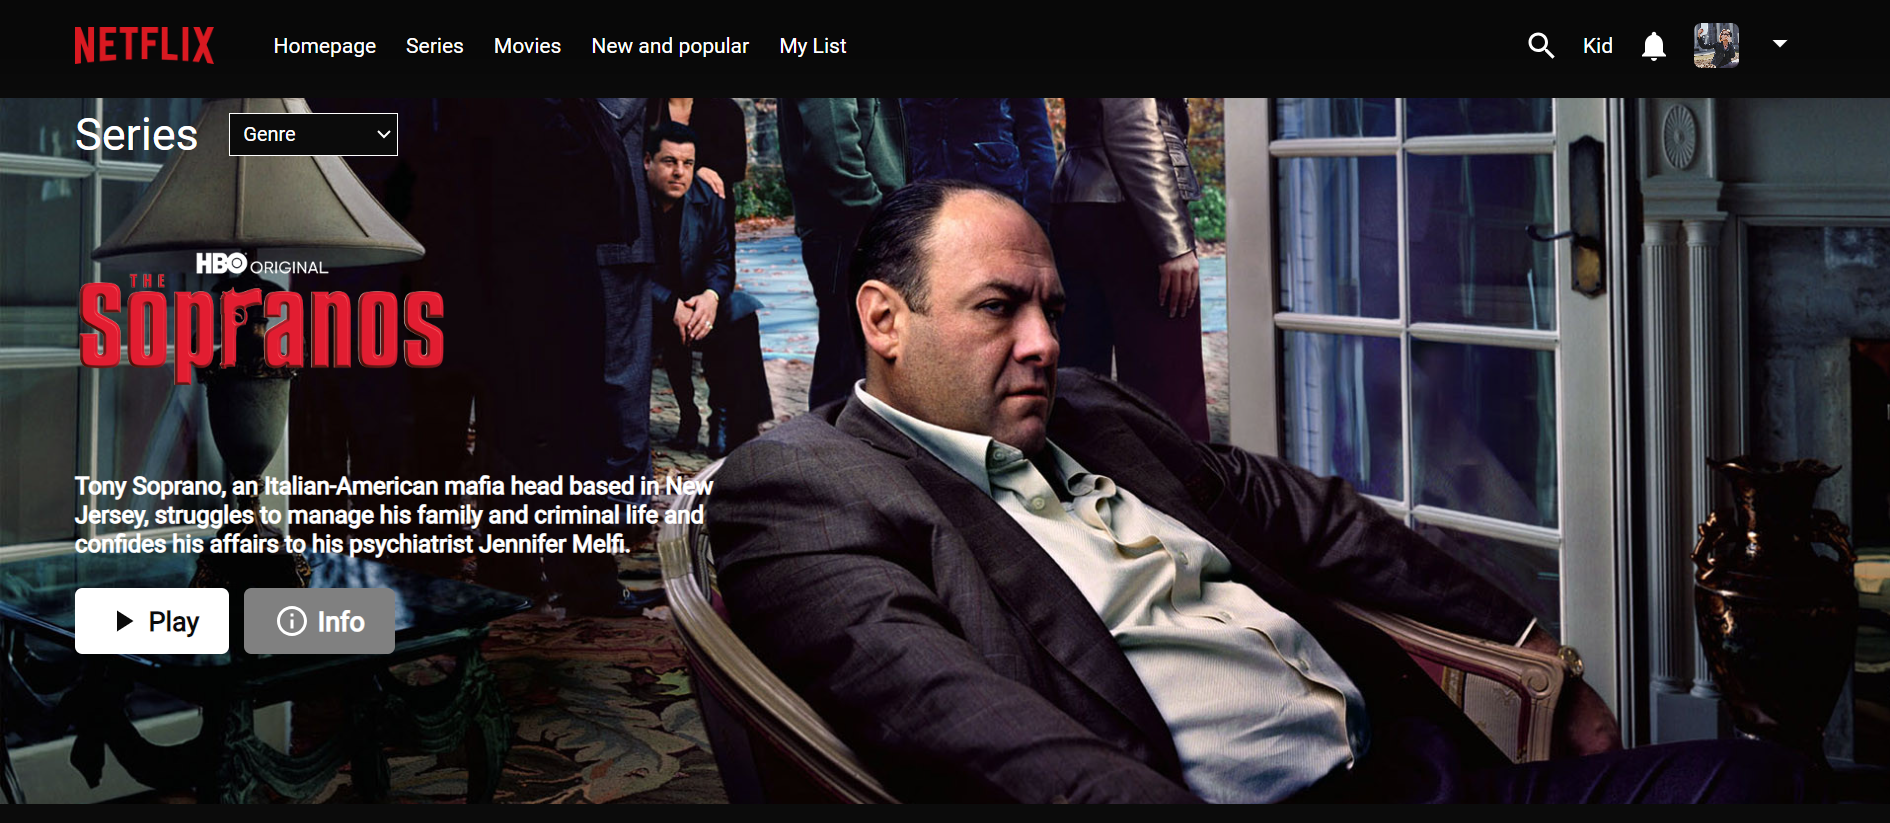 NETFLIX
Homepage Series Movies New and popular My List
Kid
Series
Genre
HBO ORIGINAL
THE
Sopranos
Tony Soprano, an Italian-American mafia head based in New
Jersey, struggles to manage his family and criminal life and
confides his affairs to his psychiatrist Jennifer Melfi.
Play
Info